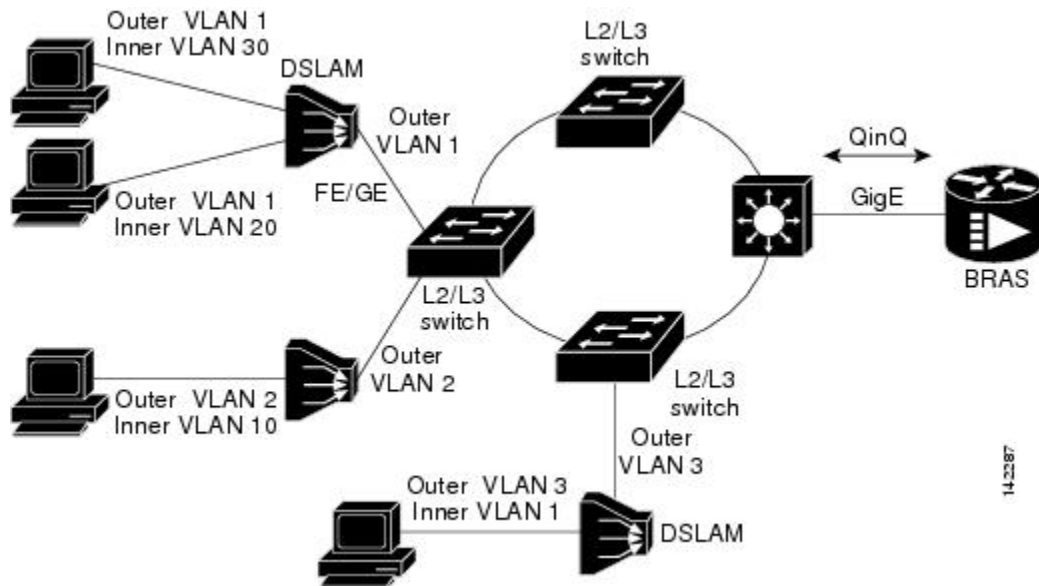 Outer VLAN 1
Inner VLAN 30
DSLAM
Outer
VLAN 1
FE/GE
Outer VLAN 1
Inner VLAN 20
L2/L3
switch
L2/L3
switch
QinQ
GigE
BRAS
Outer
VLAN 2
Outer VLAN 2
Inner VLAN 10
L2/L3
switch
Outer
VLAN 3
Outer VLAN 3
Inner VLAN 1
DSLAM
142287